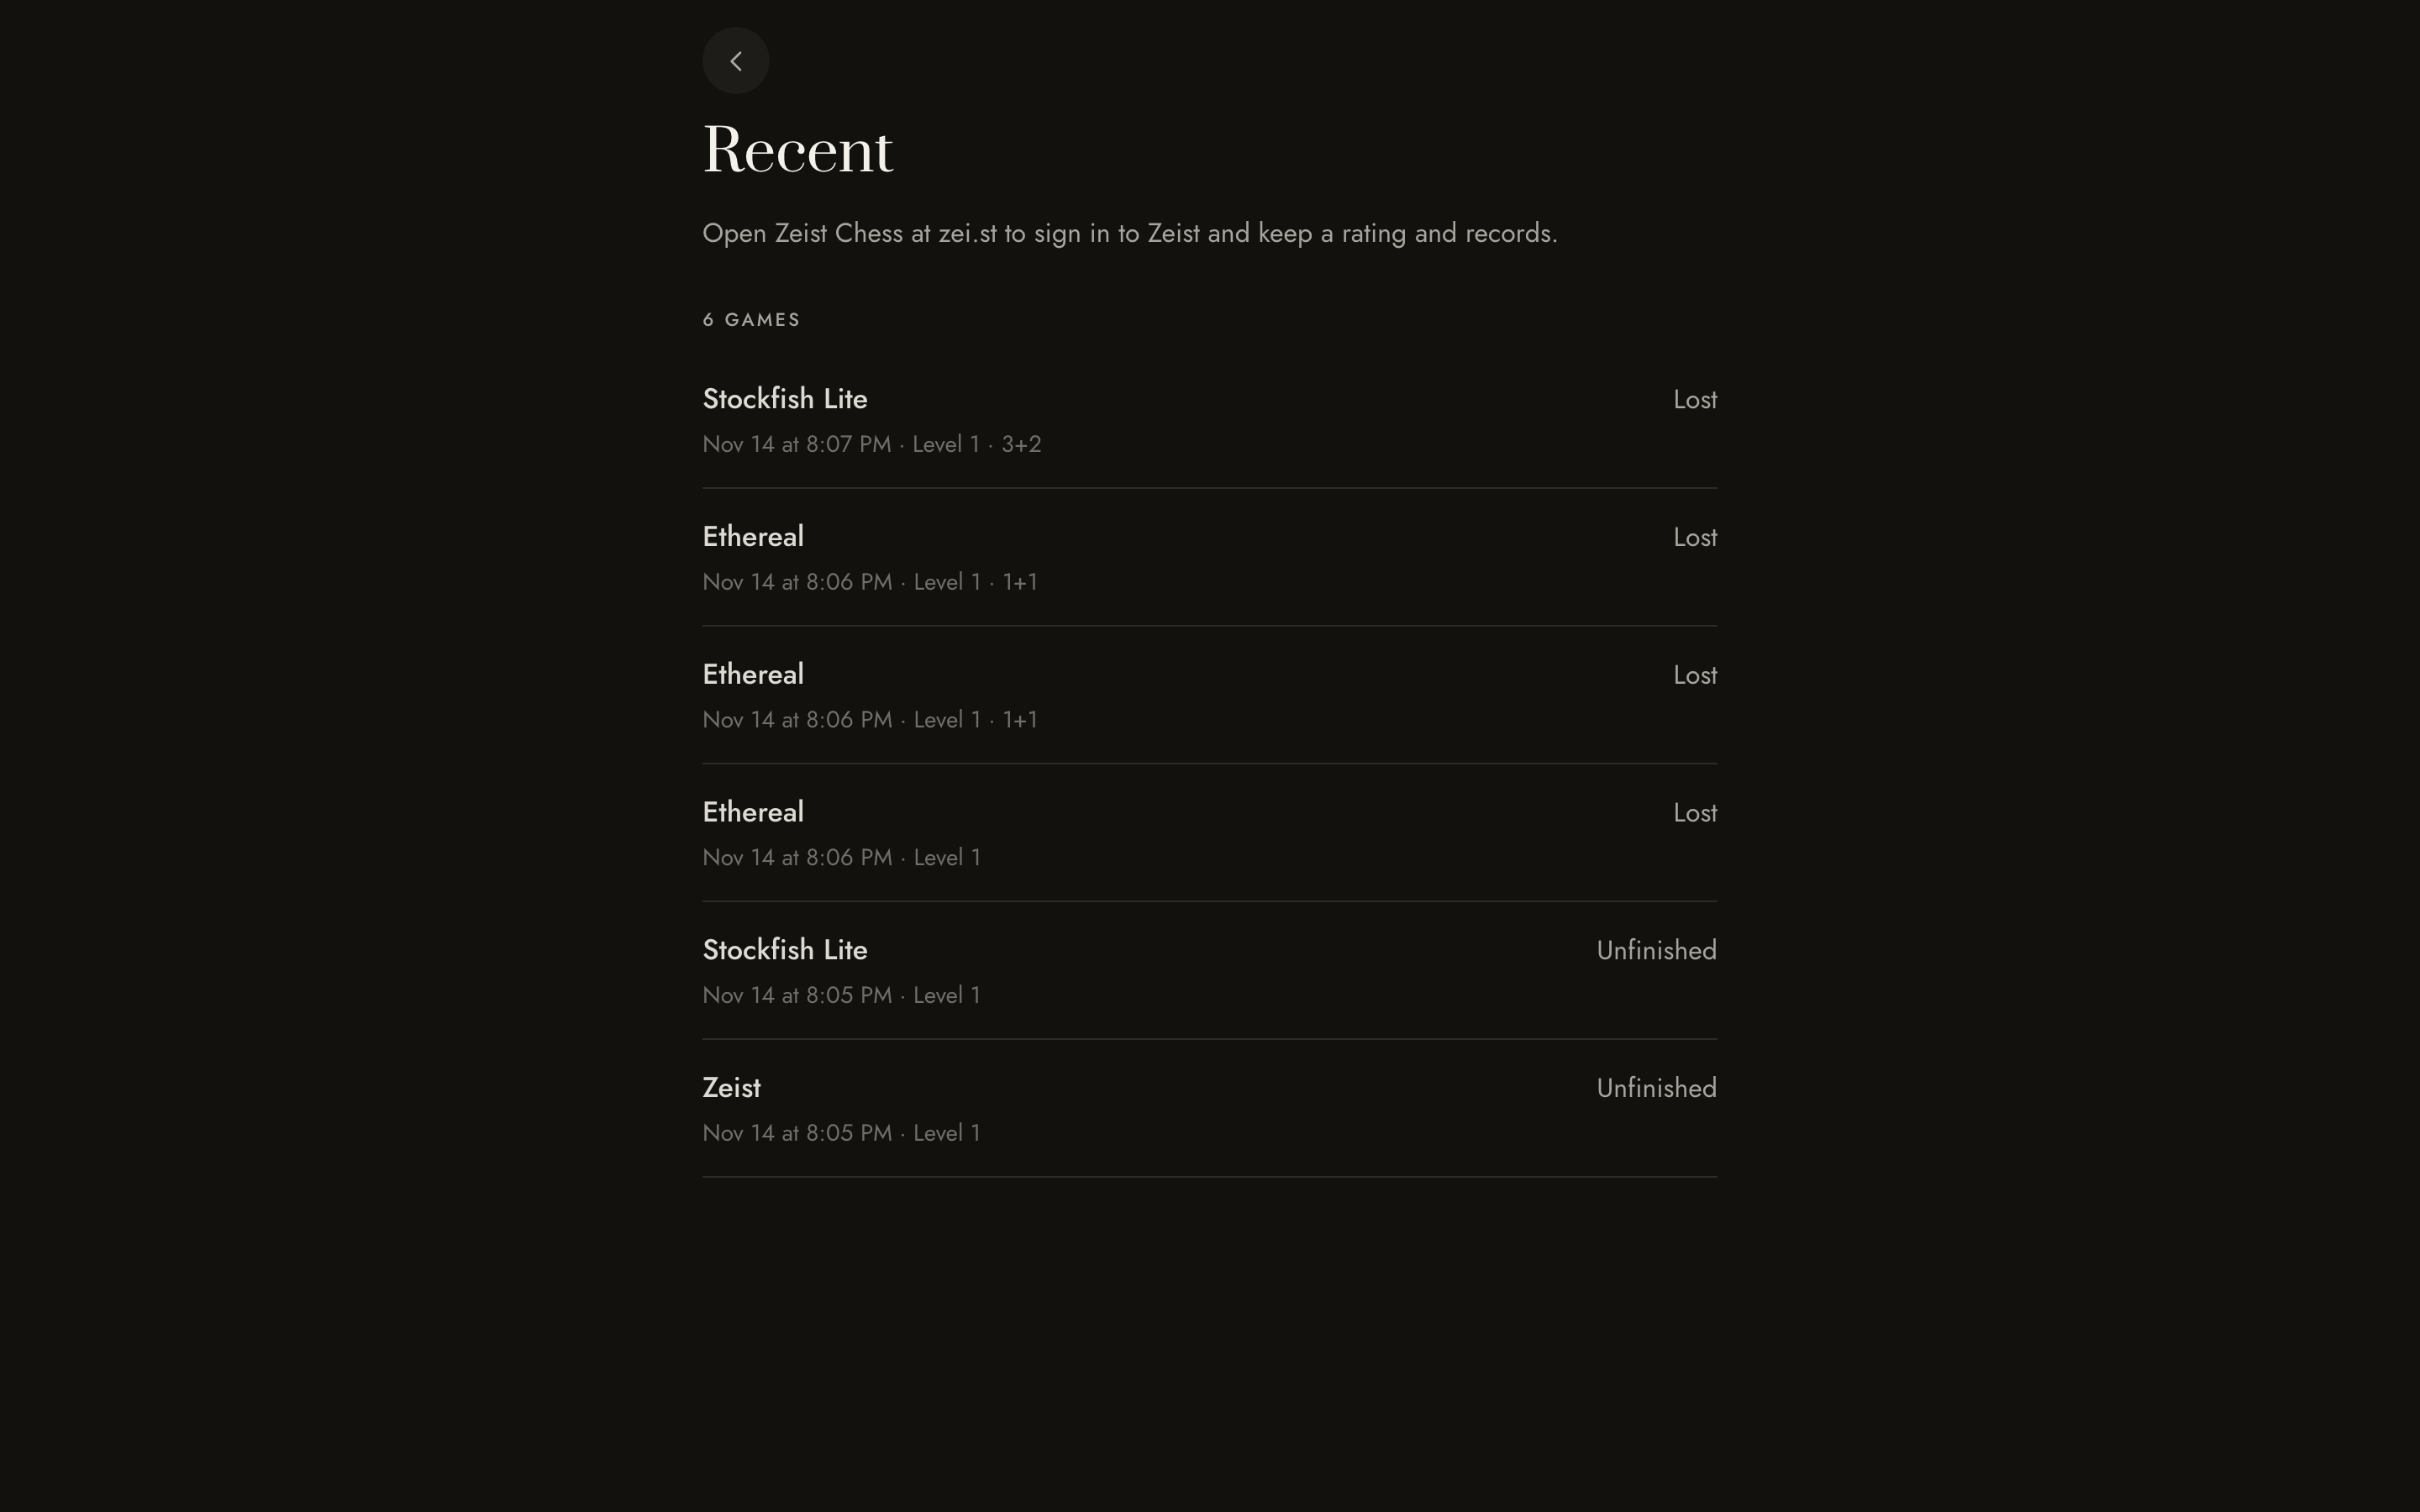 Recent
Open Zeist Chess at zei.st to sign in to Zeist and keep a rating and records.
6 GAMES
Stockfish Lite Lost
Nov 14 at 8:07 PM · Level 1 · 3+2
Ethereal Lost
Nov 14 at 8:06 PM · Level 1 · 1+1
Ethereal Lost
Nov 14 at 8:06 PM · Level 1 · 1+1
Ethereal Lost
Nov 14 at 8:06 PM · Level 1
Stockfish Lite Unfinished
Nov 14 at 8:05 PM · Level 1
Zeist Unfinished
Nov 14 at 8:05 PM · Level 1